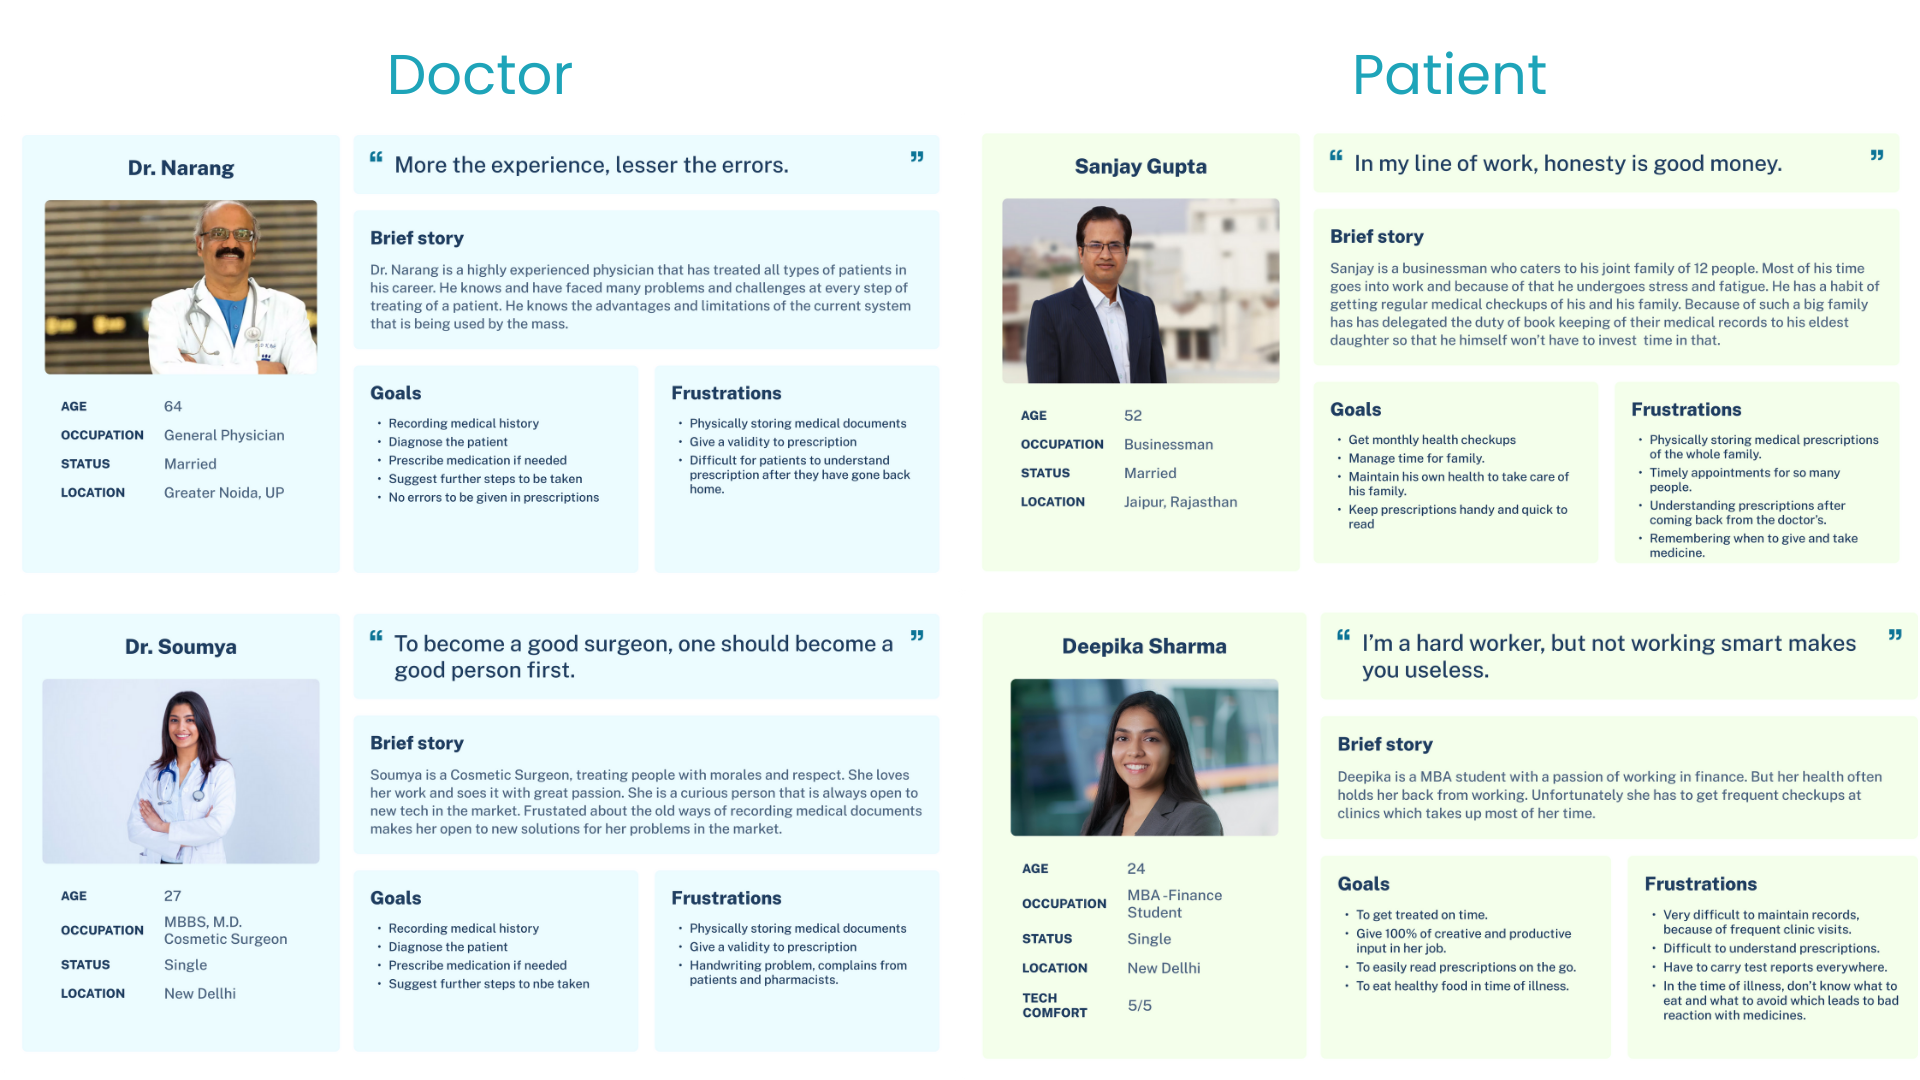 Doctor
Patient
Dr. Narang
AGE 64
OCCUPATION General Physician
STATUS Married
LOCATION Greater Noida, UP
“ More the experience, lesser the errors. ”
Brief story
Dr. Narang is a highly experienced physician that has treated all types of patients in
his career. He knows and have faced many problems and challenges at every step of
treating of a patient. He knows the advantages and limitations of the current system
that is being used by the mass.
Goals
• Recording medical history
• Diagnose the patient
• Prescribe medication if needed
• Suggest further steps to be taken
• No errors to be given in prescriptions
Frustrations
• Physically storing medical documents
• Give a validity to prescription
• Difficult for patients to understand
prescription after they have gone back
home.
Sanjay Gupta
AGE 52
OCCUPATION Businessman
STATUS Married
LOCATION Jaipur, Rajasthan
“ In my line of work, honesty is good money. ”
Brief story
Sanjay is a businessman who caters to his joint family of 12 people. Most of his time
goes into work and because of that he undergoes stress and fatigue. He has a habit of
getting regular medical checkups of his and his family. Because of such a big family
has has delegated the duty of book keeping of their medical records to his eldest
daughter so that he himself won't have to invest time in that.
Goals
• Get monthly health checkups
• Manage time for family.
• Maintain his own health to take care of
his family.
• Keep prescriptions handy and quick to
read
Frustrations
• Physically storing medical prescriptions
of the whole family.
• Timely appointments for so many
people.
• Understanding prescriptions after
coming back from the doctor's.
• Remembering when to give and take
medicine.
Dr. Soumya
AGE 27
OCCUPATION MBBS, M.D.
Cosmetic Surgeon
STATUS Single
LOCATION New Dellhi
“ To become a good surgeon, one should become a ”
good person first.
Brief story
Soumya is a Cosmetic Surgeon, treating people with morales and respect. She loves
her work and soes it with great passion. She is a curious person that is always open to
new tech in the market. Frustated about the old ways of recording medical documents
makes her open to new solutions for her problems in the market.
Goals
• Recording medical history
• Diagnose the patient
• Prescribe medication if needed
• Suggest further steps to nbe taken
Frustrations
• Physically storing medical documents
• Give a validity to prescription
• Handwriting problem, complains from
patients and pharmacists.
Deepika Sharma
AGE 24
OCCUPATION MBA -Finance
Student
STATUS Single
LOCATION New Dellhi
TECH
COMFORT 5/5
“ I'm a hard worker, but not working smart makes ”
you useless.
Brief story
Deepika is a MBA student with a passion of working in finance. But her health often
holds her back from working. Unfortunately she has to get frequent checkups at
clinics which takes up most of her time.
Goals
• To get treated on time.
• Give 100% of creative and productive
input in her job.
• To easily read prescriptions on the go.
• To eat healthy food in time of illness.
Frustrations
• Very difficult to maintain records,
because of frequent clinic visits.
• Difficult to understand prescriptions.
• Have to carry test reports everywhere.
• In the time of illness, don't know what to
eat and what to avoid which leads to bad
reaction with medicines.